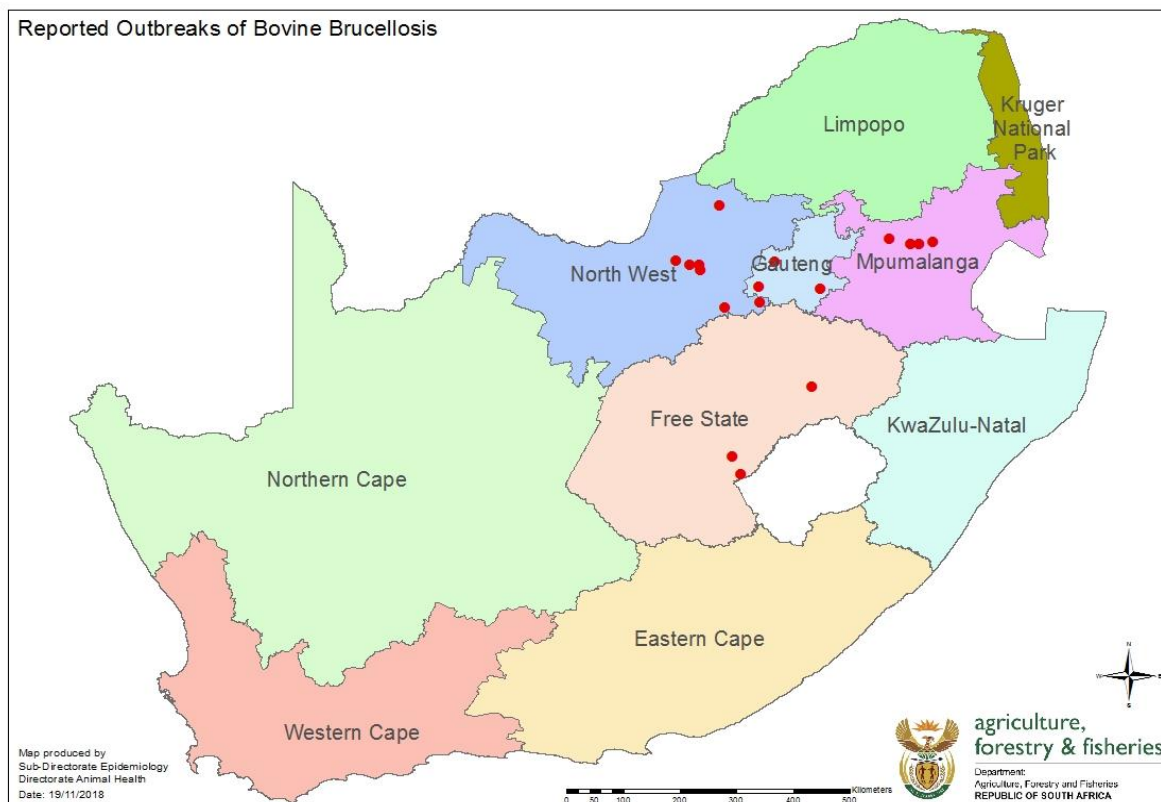 Reported Outbreaks of Bovine Brucellosis
Limpopo
Kruger
National
Park
North West
Gauteng
Mpumalanga
Free State
KwaZulu-Natal
Northern Cape
Eastern Cape
Western Cape
N
W
E
S
Map produced by
Sub-Directorate Epidemiology
Directorate Animal Health
Date: 19/11/2018
Kilometers
0 50 100 200 300 400 500
agriculture,
forestry & fisheries
Department:
Agriculture, Forestry and Fisheries
REPUBLIC OF SOUTH AFRICA